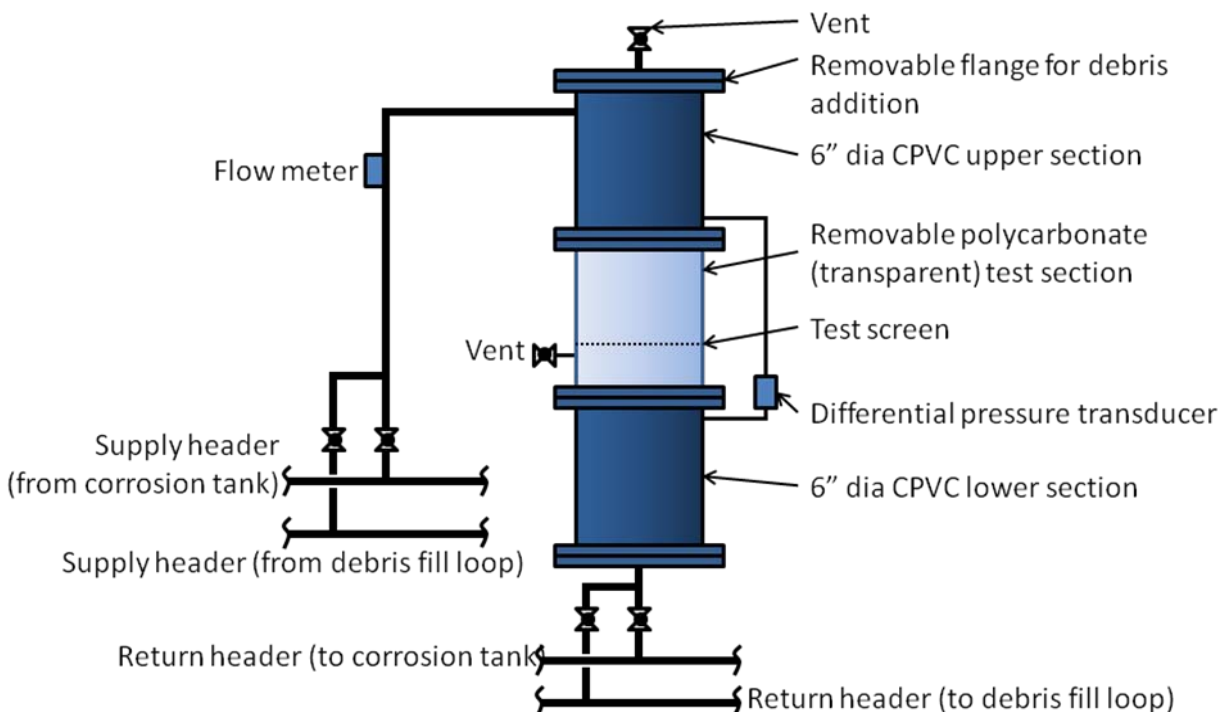 Vent
Removable flange for debris
addition
Flow meter
6” dia CPVC upper section
Removable polycarbonate
(transparent) test section
Test screen
Vent
Differential pressure transducer
Supply header
(from corrosion tank)
6” dia CPVC lower section
Supply header (from debris fill loop)
Return header (to corrosion tank)
Return header (to debris fill loop)